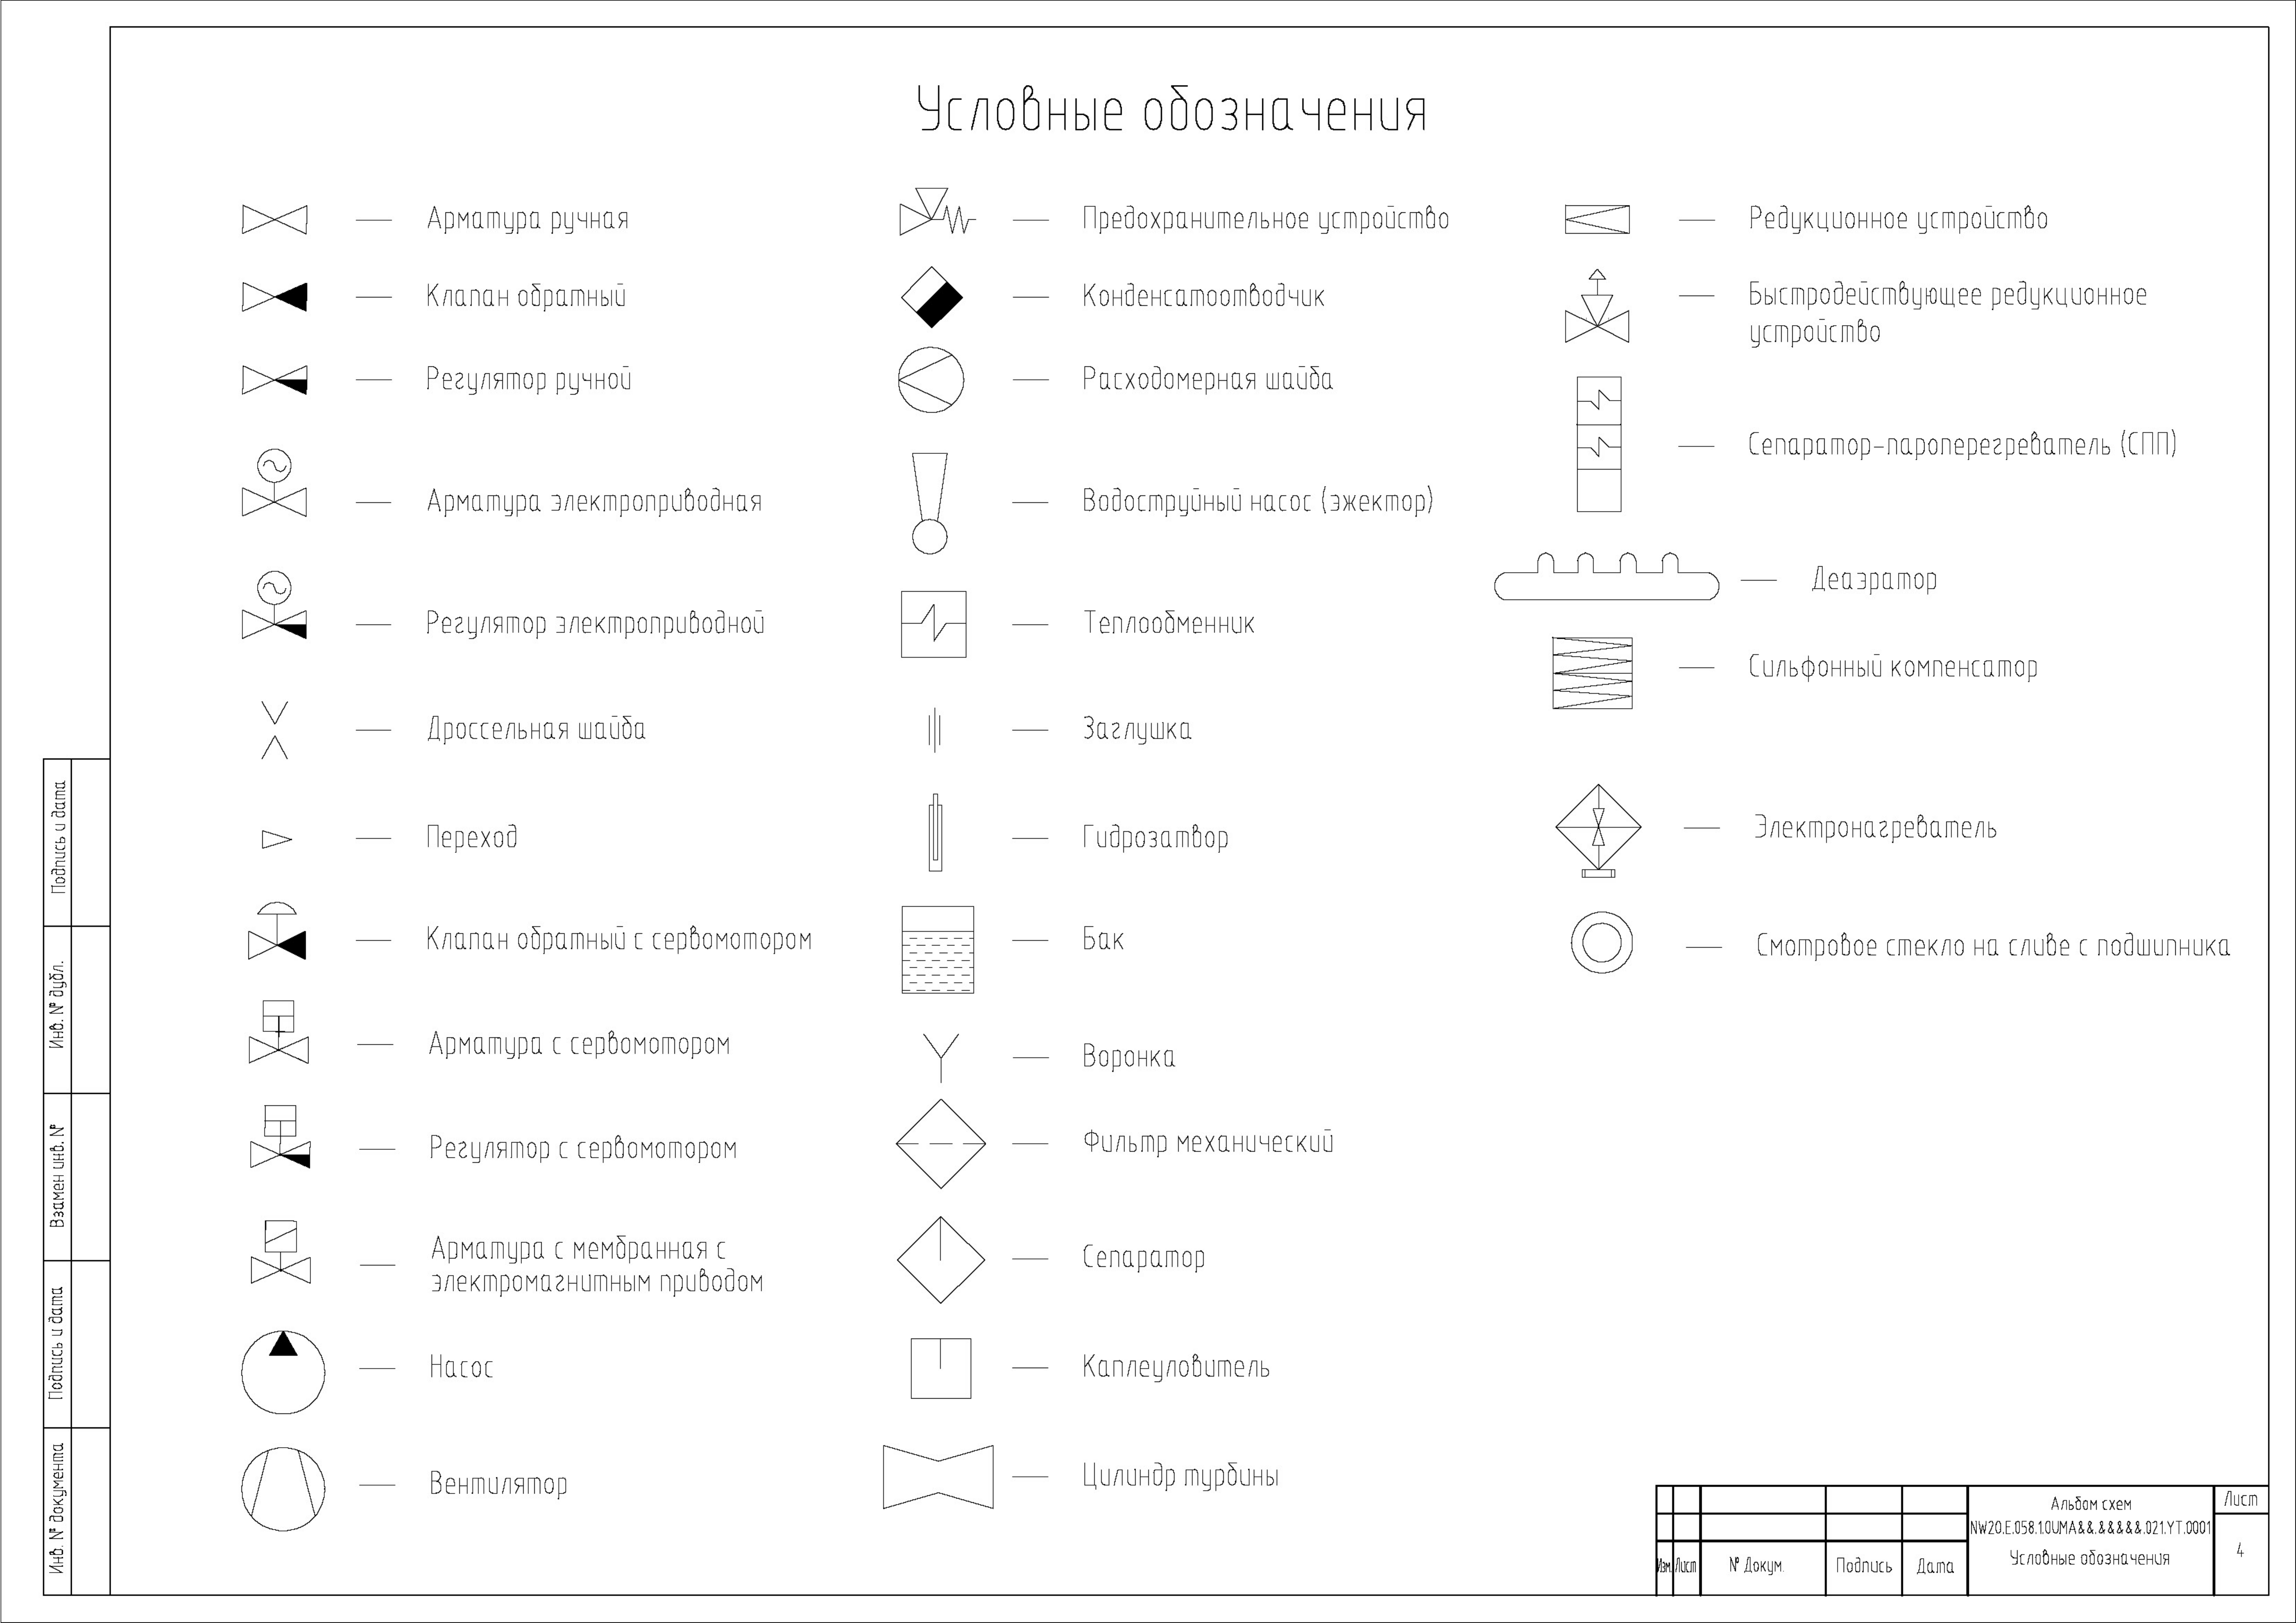 Условные обозначения
Арматура ручная
Клапан обратный
Регулятор ручной
Арматура электроприводная
Регулятор электроприводной
Дроссельная шайба
Переход
Клапан обратный с сервомотором
Арматура с сервомотором
Регулятор с сервомотором
Арматура с мембранная с
электромагнитным приводом
Насос
Вентилятор
Предохранительное устройство
Конденсатоотводчик
Расходомерная шайба
Водоструйный насос (эжектор)
Теплообменник
Заглушка
Гидрозатвор
Бак
Воронка
Фильтр механический
Сепаратор
Каплеуловитель
Цилиндр турбины
Редукционное устройство
Быстродействующее редукционное
устройство
Сепаратор-пароперегреватель (СПП)
Деаэратор
Сильфонный компенсатор
Электронагреватель
Смотровое стекло на сливе с подшипника
Подпись и дата
Инв. № дубл.
Взамен инв. №
Подпись и дата
Инв. № документа
Изм. Лист № Докум. Подпись Дата
Альбом схем
NW2O.E.058.1.0UMA&&.&&&&&.021.YT.0001
Условные обозначения
Лист
4